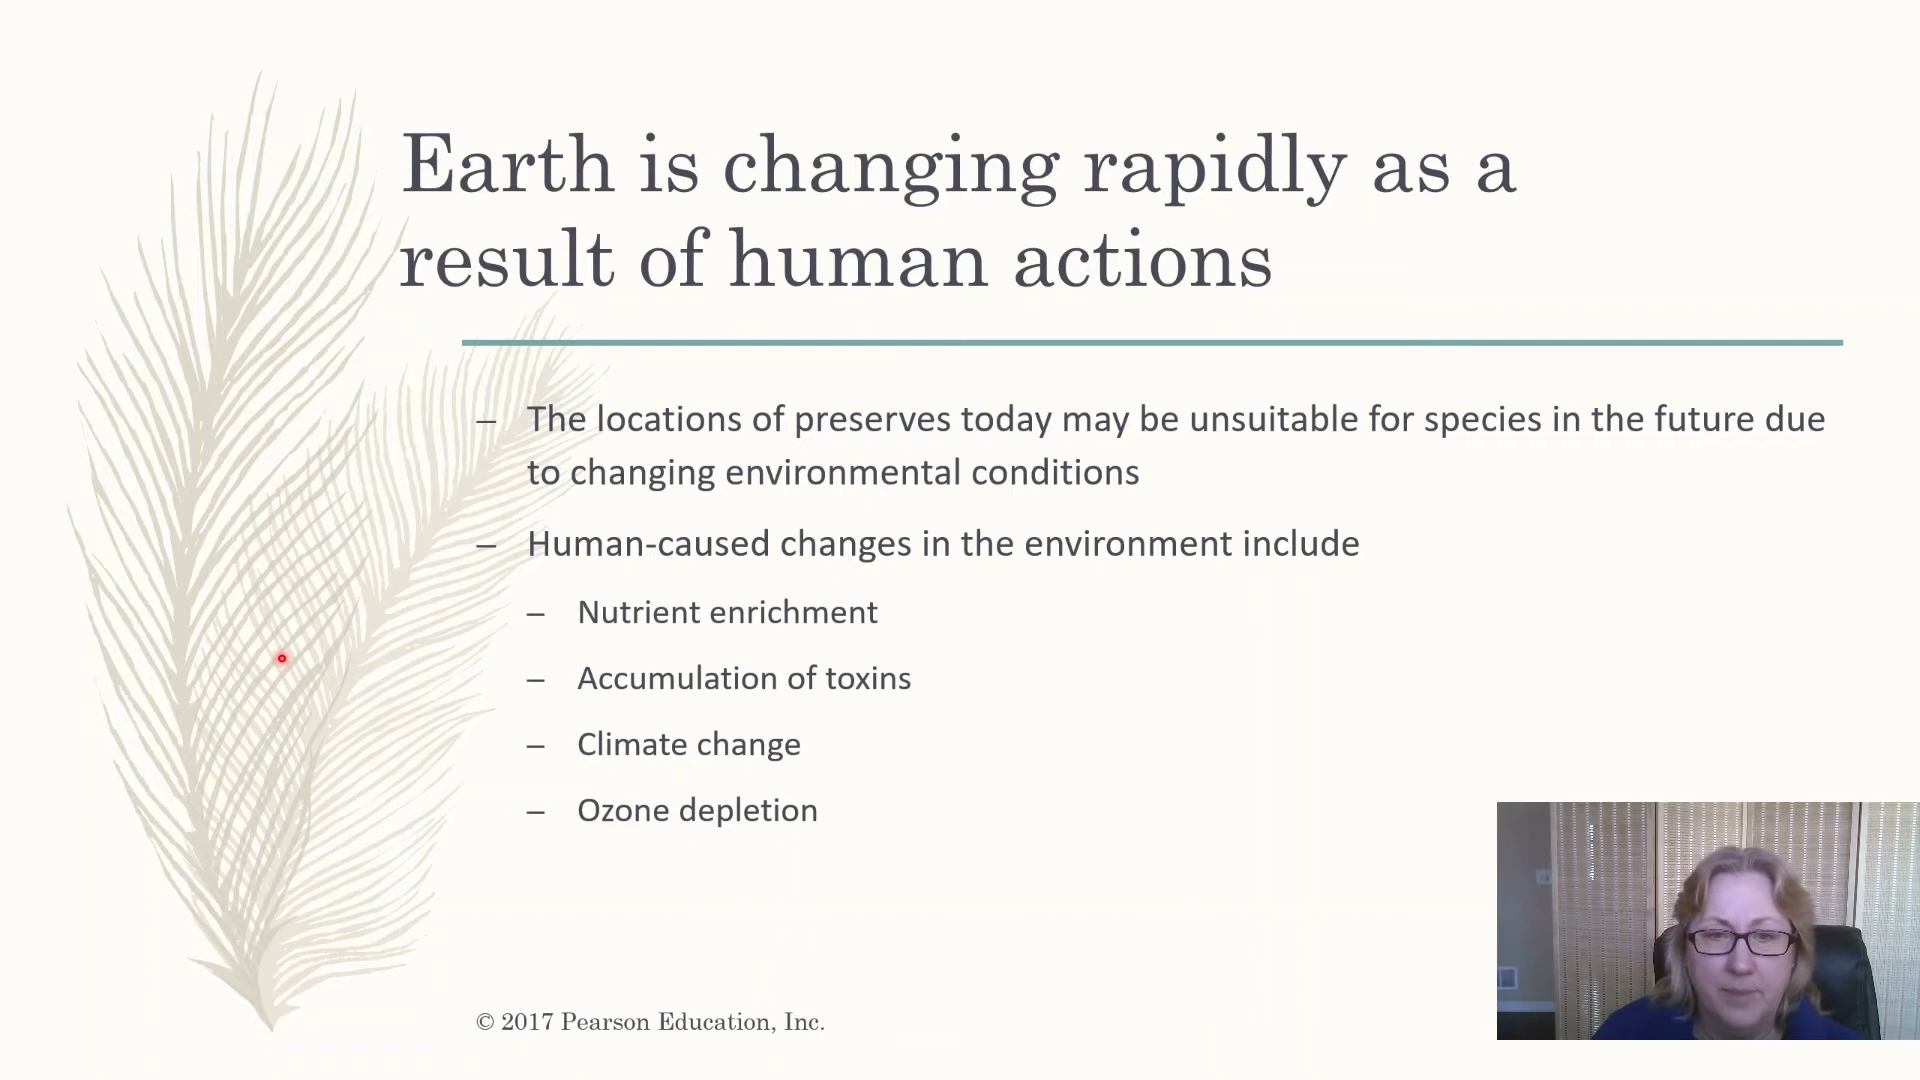 Earth is changing rapidly as a
result of human actions
– The locations of preserves today may be unsuitable for species in the future due
to changing environmental conditions
– Human-caused changes in the environment include
– Nutrient enrichment
– Accumulation of toxins
– Climate change
– Ozone depletion
© 2017 Pearson Education, Inc.